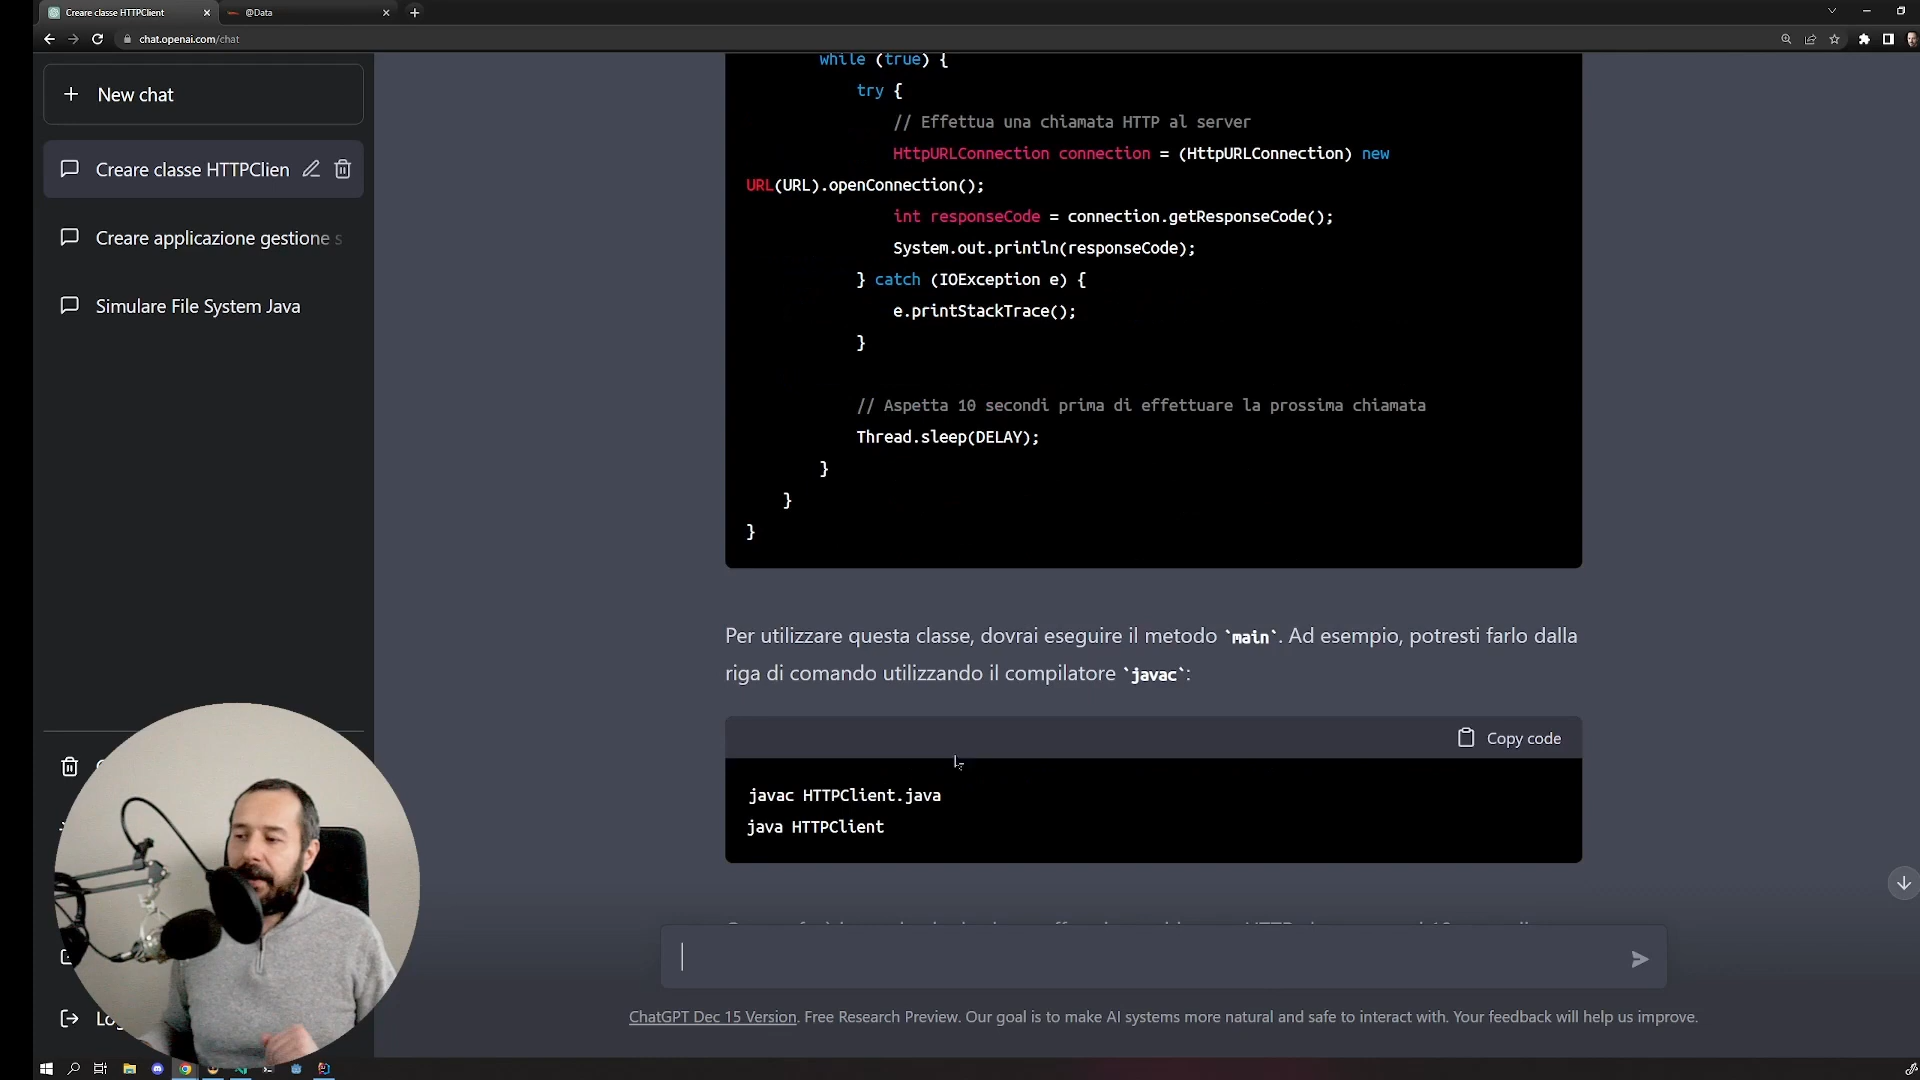 Creare classe HTTPClient
@Data
chat.openai.com/chat
New chat
Creare classe HTTPClien
Creare applicazione gestione s
Simulare File System Java
while (true) {
try {
// Effettua una chiamata HTTP al server
HttpURLConnection connection = (HttpURLConnection) new
URL(URL).openConnection();
int responseCode = connection.getResponseCode();
System.out.println(responseCode);
} catch (IOException e) {
e.printStackTrace();
}
// Aspetta 10 secondi prima di effettuare la prossima chiamata
Thread.sleep(DELAY);
}
}
}
Per utilizzare questa classe, dovrai eseguire il metodo `main`. Ad esempio, potresti farlo dalla
riga di comando utilizzando il compilatore `javac`:
Copy code
javac HTTPClient.java
java HTTPClient
ChatGPT Dec 15 Version. Free Research Preview. Our goal is to make AI systems more natural and safe to interact with. Your feedback will help us improve.